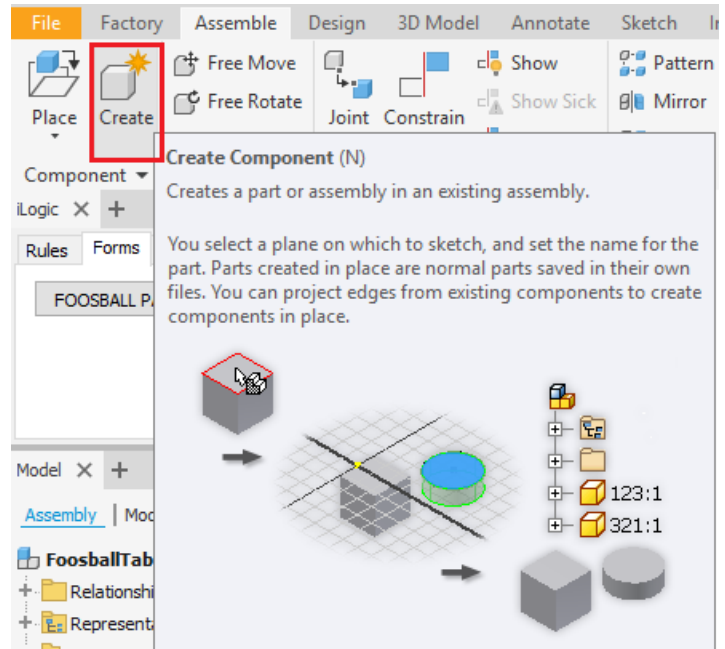 File Factory Assemble Design 3D Model Annotate Sketch
Free Move Show Pattern
Free Rotate Show Sick Mirror
Place Create Joint Constrain
Component
Create Component (N)
Creates a part or assembly in an existing assembly.
iLogic
Rules Forms
You select a plane on which to sketch, and set the name for the
part. Parts created in place are normal parts saved in their own
files. You can project edges from existing components to create
components in place.
FOOSBALL PA
Model
Assembly Mod
123:1
321:1
FoosballTab
Relationshi
Representa